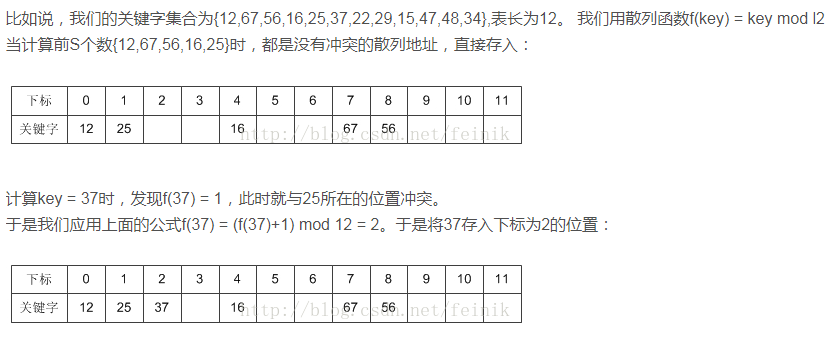 比如说，我们的关键字集合为{12,67,56,16,25,37,22,29,15,47,48,34},表长为12。 我们用散列函数f(key) = key mod l2
当计算前S个数{12,67,56,16,25}时，都是没有冲突的散列地址，直接存入：
下标 0 1 2 3 4 5 6 7 8 9 10 11
关键字 12 25 16 67 56
http://blog.csdn.net/feinik
计算key = 37时，发现f(37) = 1，此时就与25所在的位置冲突。
于是我们应用上面的公式f(37) = (f(37)+1) mod 12 = 2。于是将37存入下标为2的位置：
下标 0 1 2 3 4 5 6 7 8 9 10 11
关键字 12 25 37 16 67 56
http://blog.csdn.net/feinik